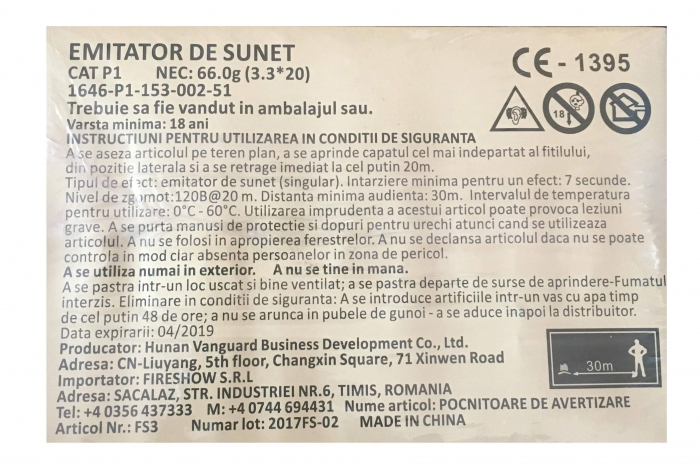 EMITATOR DE SUNET
CAT P1 NEC: 66.0g (3.3*20)
1646-P1-153-002-51
Trebuie sa fie vandut in ambalajul sau.
Varsta minima: 18 ani
CE - 1395
18
INSTRUCTIUNI PENTRU UTILIZAREA IN CONDITII DE SIGURANTA
A se aseza articolul pe teren plan, a se aprinde capatul cel mai indepartat al fitilului,
din pozitie laterala si a se retrage imediat la cel putin 20m.
Tipul de efect: emitator de sunet (singular). Intarziere minima pentru un efect: 7 secunde.
Nivel de zgomot:120B@20 m. Distanta minima audienta: 30m. Intervalul de temperatura
pentru utilizare: 0°C - 60°C. Utilizarea imprudenta a acestui articol poate provoca leziuni
grave. A se purta manusi de protectie si dopuri pentru urechi atunci cand se utilizeaza
articolul. A nu se folosi in apropierea ferestrelor. A nu se declansa articolul daca nu se poate
controla in mod clar absenta persoanelor in zona de pericol.
A se utiliza numai in exterior. A nu se tine in mana.
A se pastra intr-un loc uscat si bine ventilat; a se pastra departe de surse de aprindere-Fumatul
interzis. Eliminare in conditii de siguranta: A se introduce artificiile intr-un vas cu apa timp
de cel putin 48 de ore; a nu se arunca in pubele de gunoi - a se aduce inapoi la distribuitor.
Data expirarii: 04/2019
Producator: Hunan Vanguard Business Development Co., Ltd.
Adresa: CN-Liuyang, 5th floor, Changxin Square, 71 Xinwen Road
Importator: FIRESHOW S.R.L
Adresa: SACALAZ, STR. INDUSTRIEI NR.6, TIMIS, ROMANIA
30m
Tel: +4 0356 437333 M: +4 0744 694431 Nume articol: POCNITOARE DE AVERTIZARE
Articol Nr.: FS3 Numar lot: 2017FS-02 MADE IN CHINA